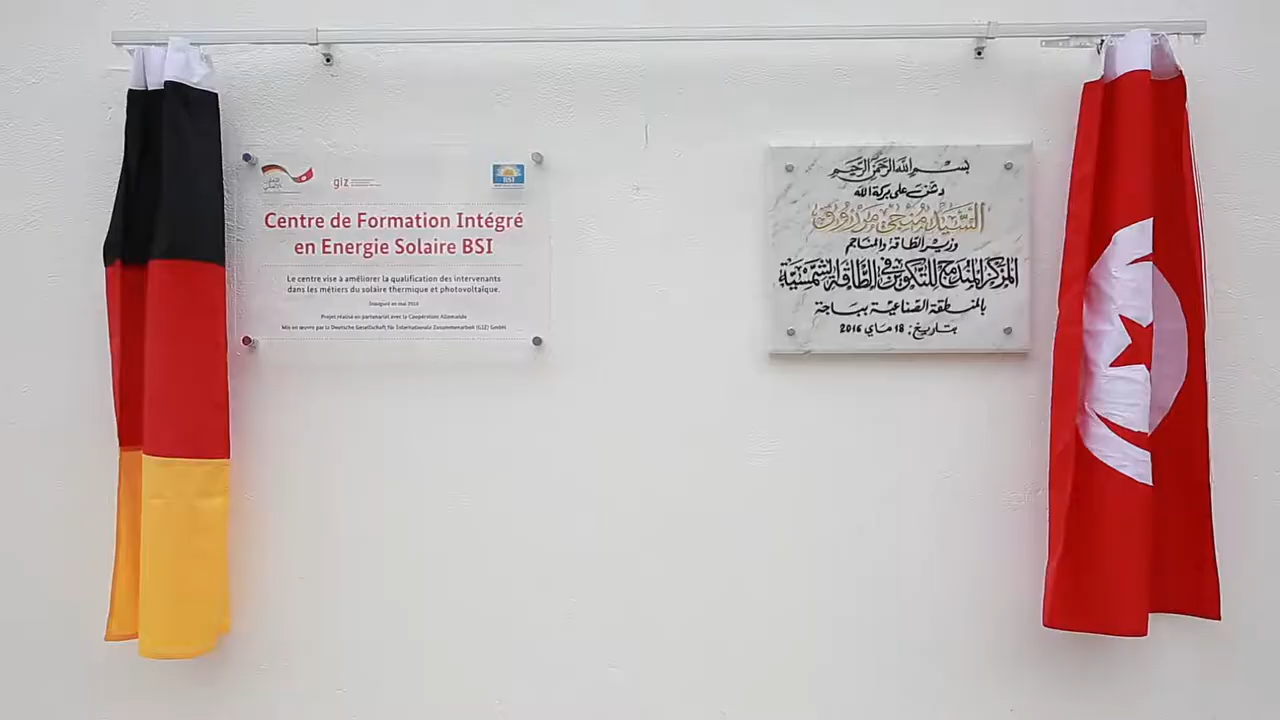 giz
BSI
Centre de Formation Intégré
en Energie Solaire BSI
Le centre vise à améliorer la qualification des intervenants
dans les métiers du solaire thermique et photovoltaïque.
Inauguré en mai 2016
Projet réalisé en partenariat avec la Coopération Allemande
Mis en œuvre par la Deutsche Gesellschaft für Internationale Zusammenarbeit (GIZ) GmbH
بسم الله الرحمن الرحيم
دشن على بركة الله
السيد منجي مرزوق
وزير الطاقة والمناجم
المركز المندمج للتكوين في الطاقة الشمسية
بالمنطقة الصناعية بباجة
بتاريخ: 18 ماي 2016